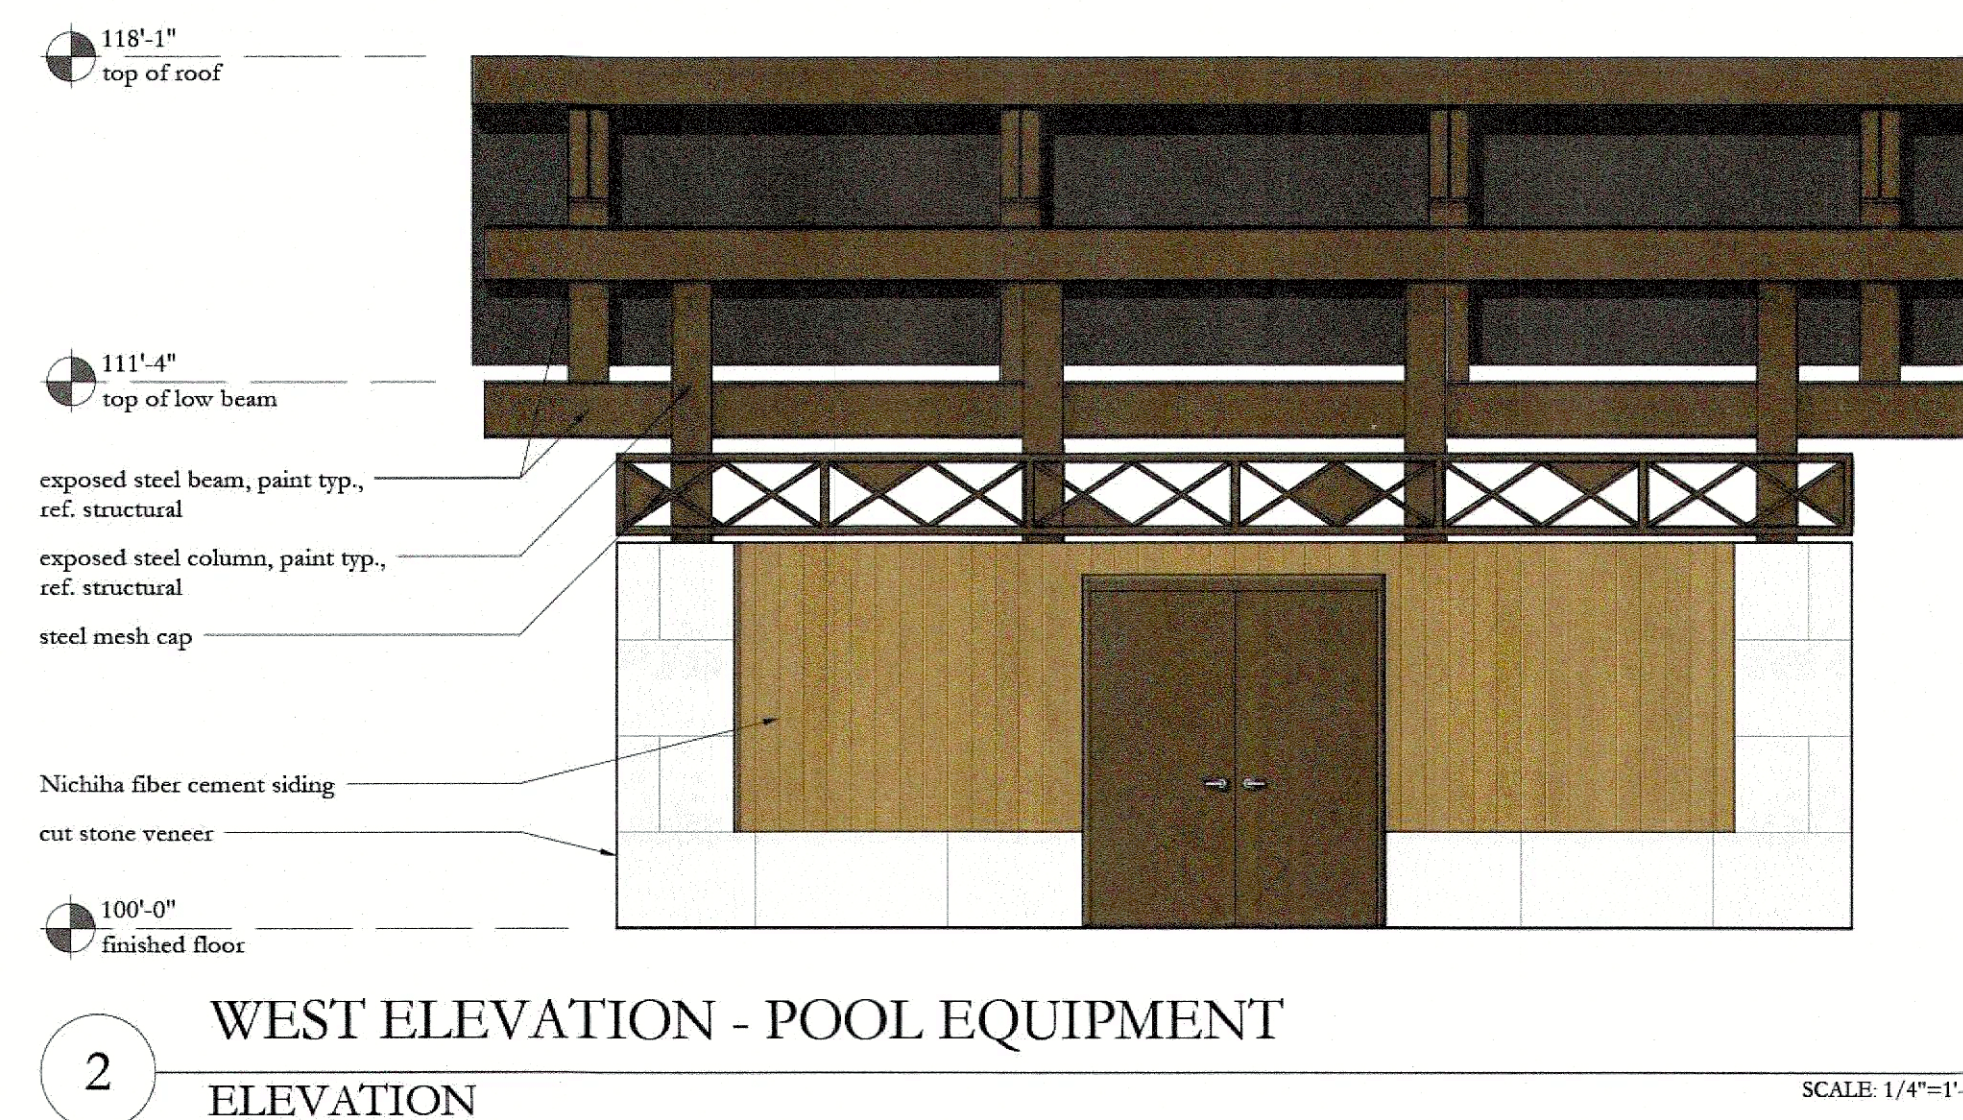 118'-1"
top of roof
111'-4"
top of low beam
exposed steel beam, paint typ.,
ref. structural
exposed steel column, paint typ.,
ref. structural
steel mesh cap
Nichiha fiber cement siding
cut stone veneer
100'-0"
finished floor
WEST ELEVATION - POOL EQUIPMENT
2
ELEVATION
SCALE: 1/4"=1'-